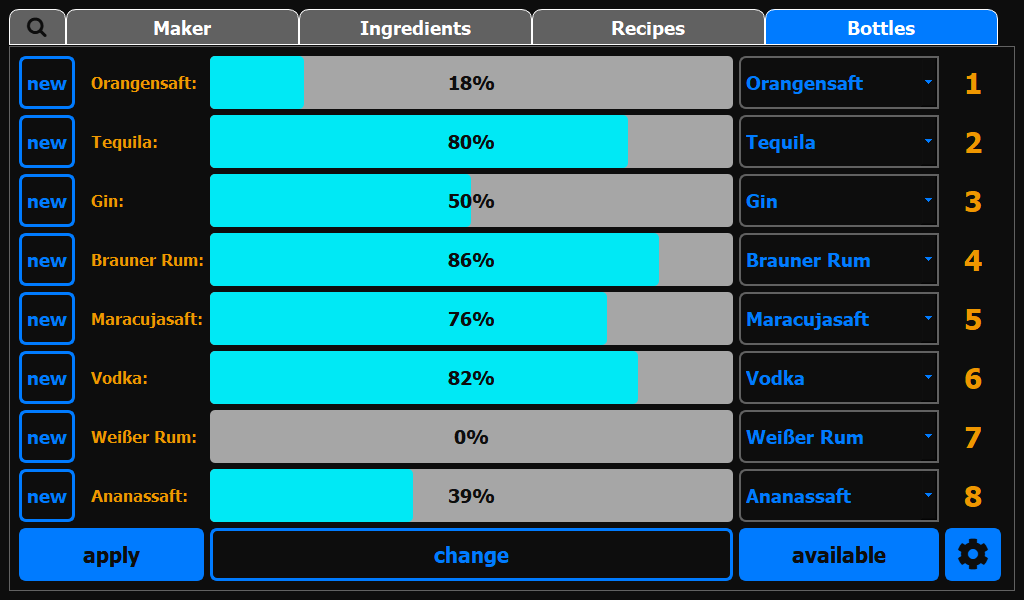 Maker Ingredients Recipes Bottles
new Orangensaft: 18% Orangensaft 1
new Tequila: 80% Tequila 2
new Gin: 50% Gin 3
new Brauner Rum: 86% Brauner Rum 4
new Maracujasaft: 76% Maracujasaft 5
new Vodka: 82% Vodka 6
new Weißer Rum: 0% Weißer Rum 7
new Ananassaft: 39% Ananassaft 8
apply change available